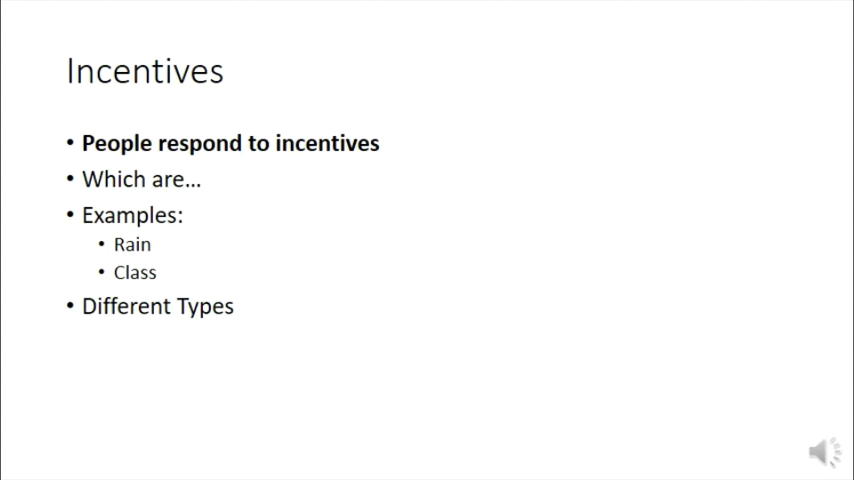 Incentives
• People respond to incentives
• Which are...
• Examples:
• Rain
• Class
• Different Types